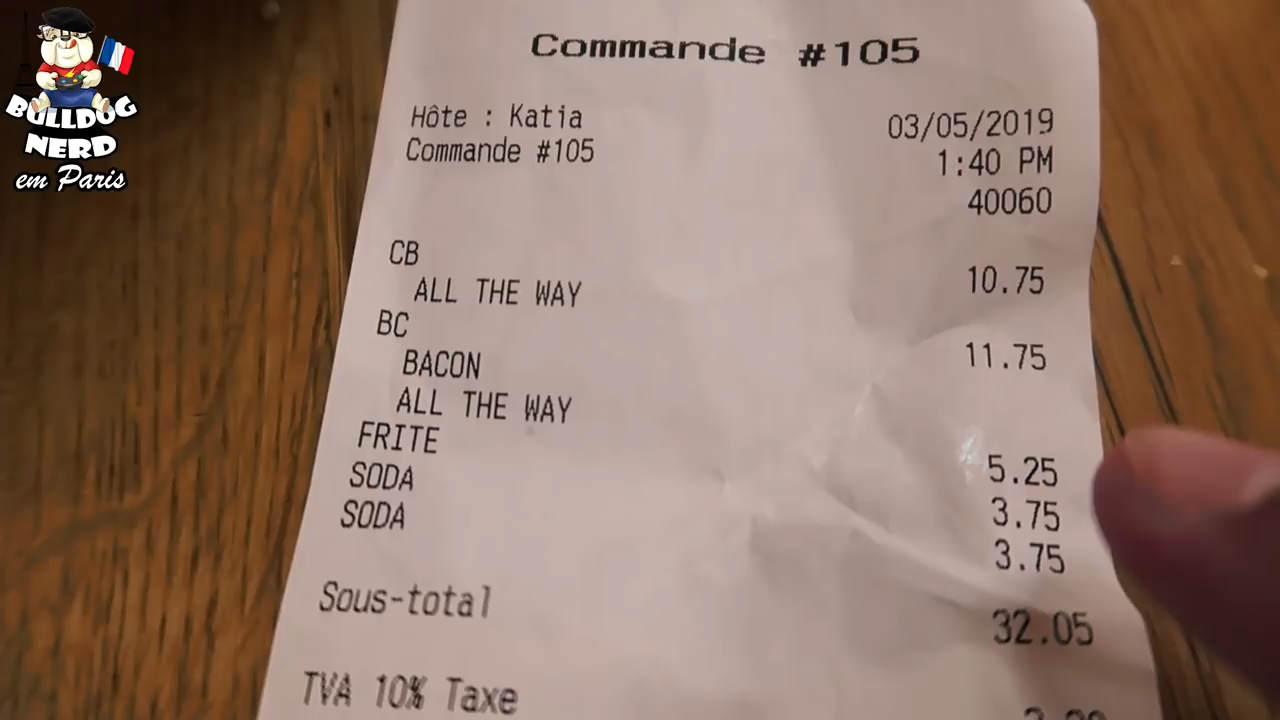 BULLDOG
NERD
em Paris
Commande #105
Hôte : Katia 03/05/2019
Commande #105 1:40 PM
40060
CB 10.75
ALL THE WAY
BC 11.75
BACON
ALL THE WAY
FRITE 5.25
SODA 3.75
SODA 3.75
Sous-total 32.05
TVA 10% Taxe